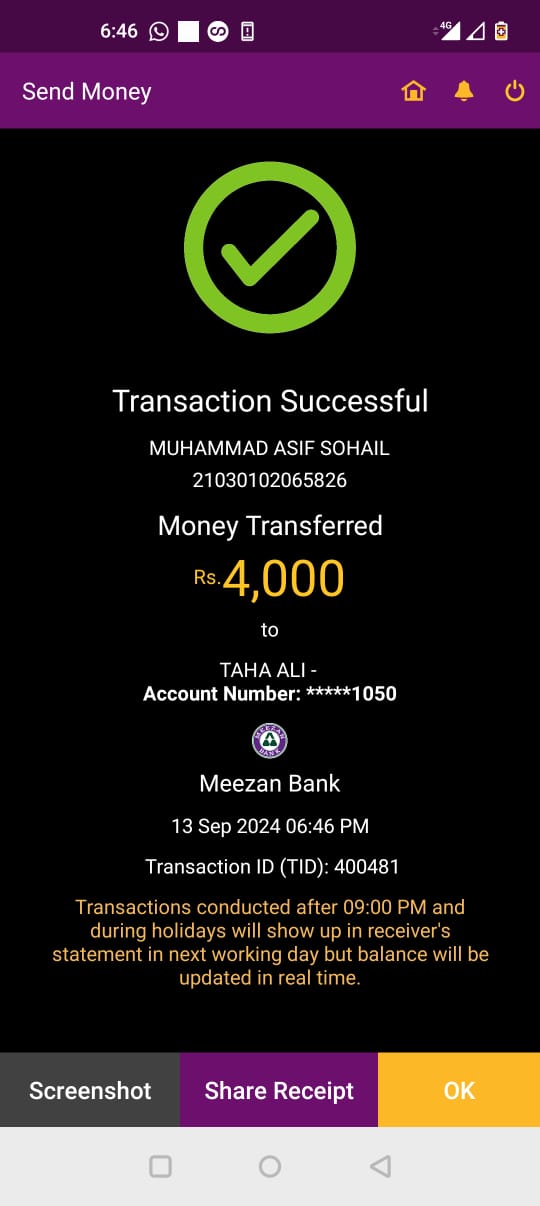 6:46
4G
Send Money
Transaction Successful
MUHAMMAD ASIF SOHAIL
21030102065826
Money Transferred
Rs.4,000
to
TAHA ALI -
Account Number: *****1050
MEEZAN
BANK
Meezan Bank
13 Sep 2024 06:46 PM
Transaction ID (TID): 400481
Transactions conducted after 09:00 PM and
during holidays will show up in receiver's
statement in next working day but balance will be
updated in real time.
Screenshot
Share Receipt
OK